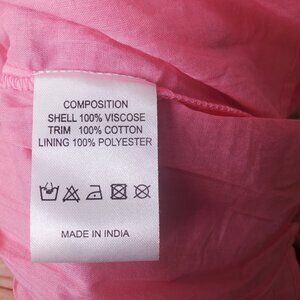 COMPOSITION
SHELL 100% VISCOSE
TRIM 100% COTTON
LINING 100% POLYESTER
MADE IN INDIA